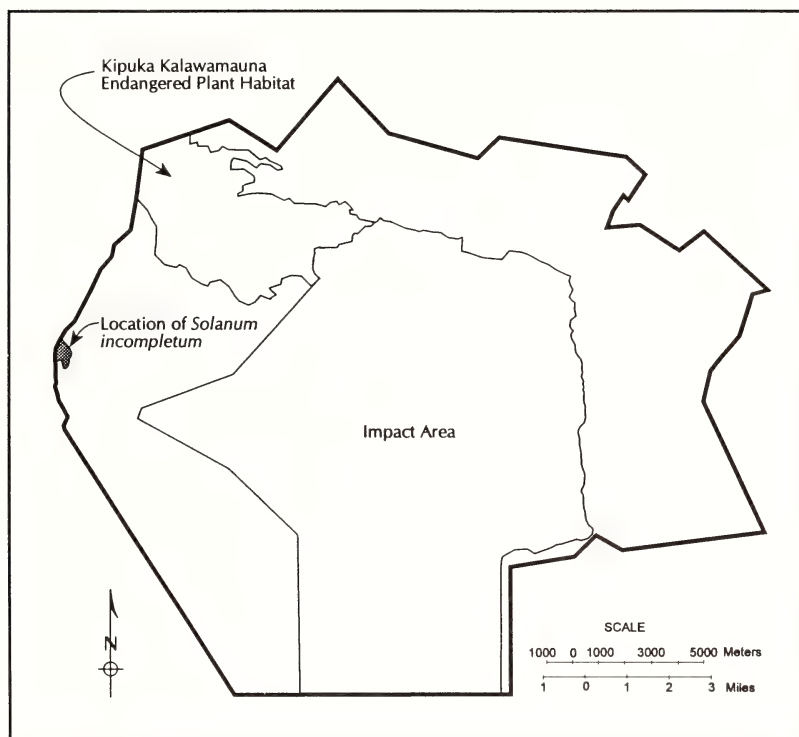 Kipuka Kalawamauna
Endangered Plant Habitat
Location of Solanum
incompletum
Impact Area
N
SCALE
1000 0 1000 3000 5000 Meters
1 0 1 2 3 Miles